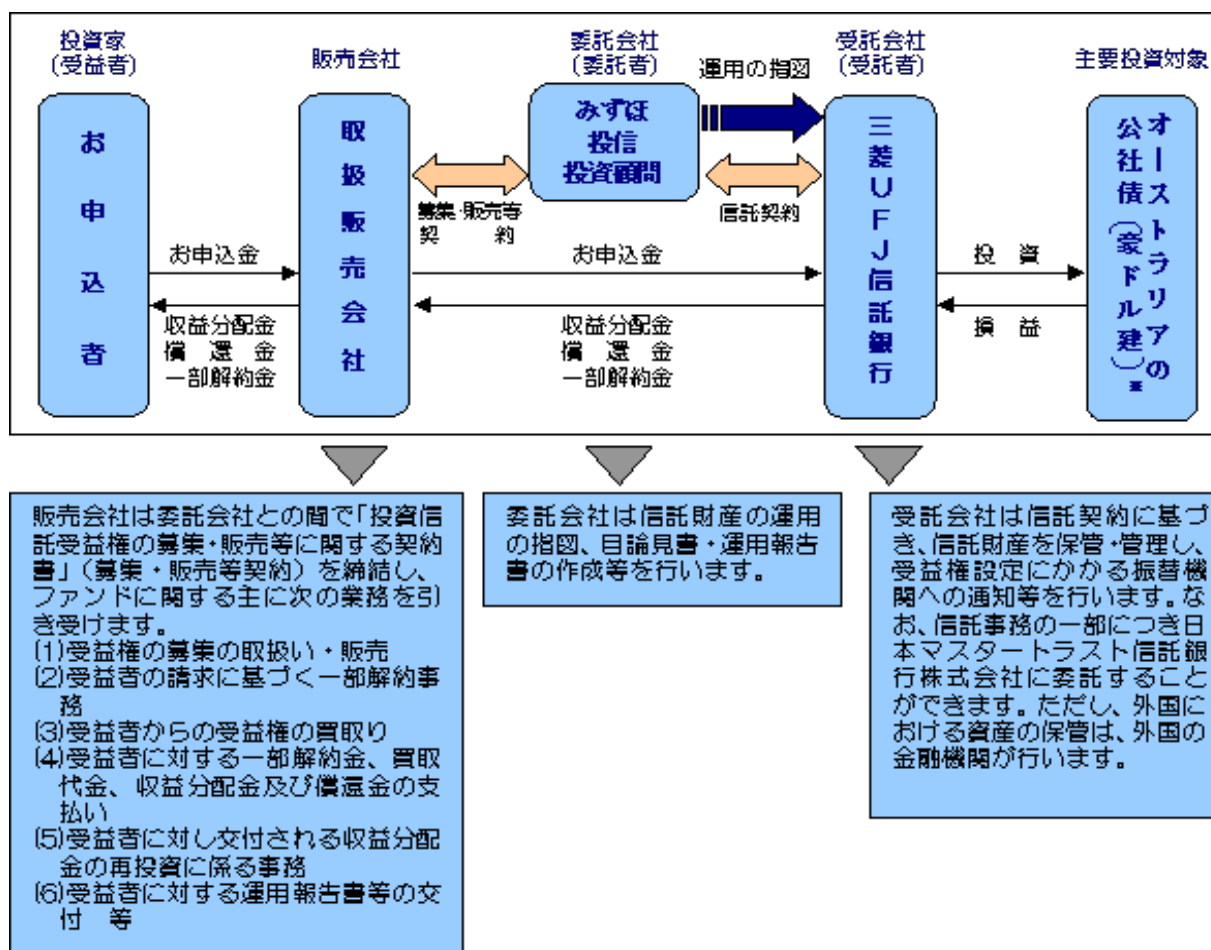 投資家
(受益者)
販売会社
委託会社
(委託者)
受託会社
(受託者)
主要投資対象
運用の指図
お申込者
取扱販売会社
みずほ
投信
投資顧問
三菱UFJ信託銀行
オーストラリアの
公社債(豪ドル建)※
募集・販売等
契　　約
信託契約
お申込金
収益分配金
償　還　金
一部解約金
お申込金
収益分配金
償　還　金
一部解約金
投　資
損　益
販売会社は委託会社との間で「投資信
託受益権の募集・販売等に関する契約
書」（募集・販売等契約）を締結し、
ファンドに関する主に次の業務を引
き受けます。
(1)受益権の募集の取扱い・販売
(2)受益者の請求に基づく一部解約事
務
(3)受益者からの受益権の買取り
(4)受益者に対する一部解約金、買取
代金、収益分配金及び償還金の支
払い
(5)受益者に対し交付される収益分配
金の再投資に係る事務
(6)受益者に対する運用報告書等の交
付　等
委託会社は信託財産の運用
の指図、目論見書・運用報告
書の作成等を行います。
受託会社は信託契約に基づ
き、信託財産を保管・管理し、
受益権設定にかかる振替機
関への通知等を行います。な
お、信託事務の一部につき日
本マスタートラスト信託銀
行株式会社に委託すること
ができます。ただし、外国に
おける資産の保管は、外国の
金融機関が行います。